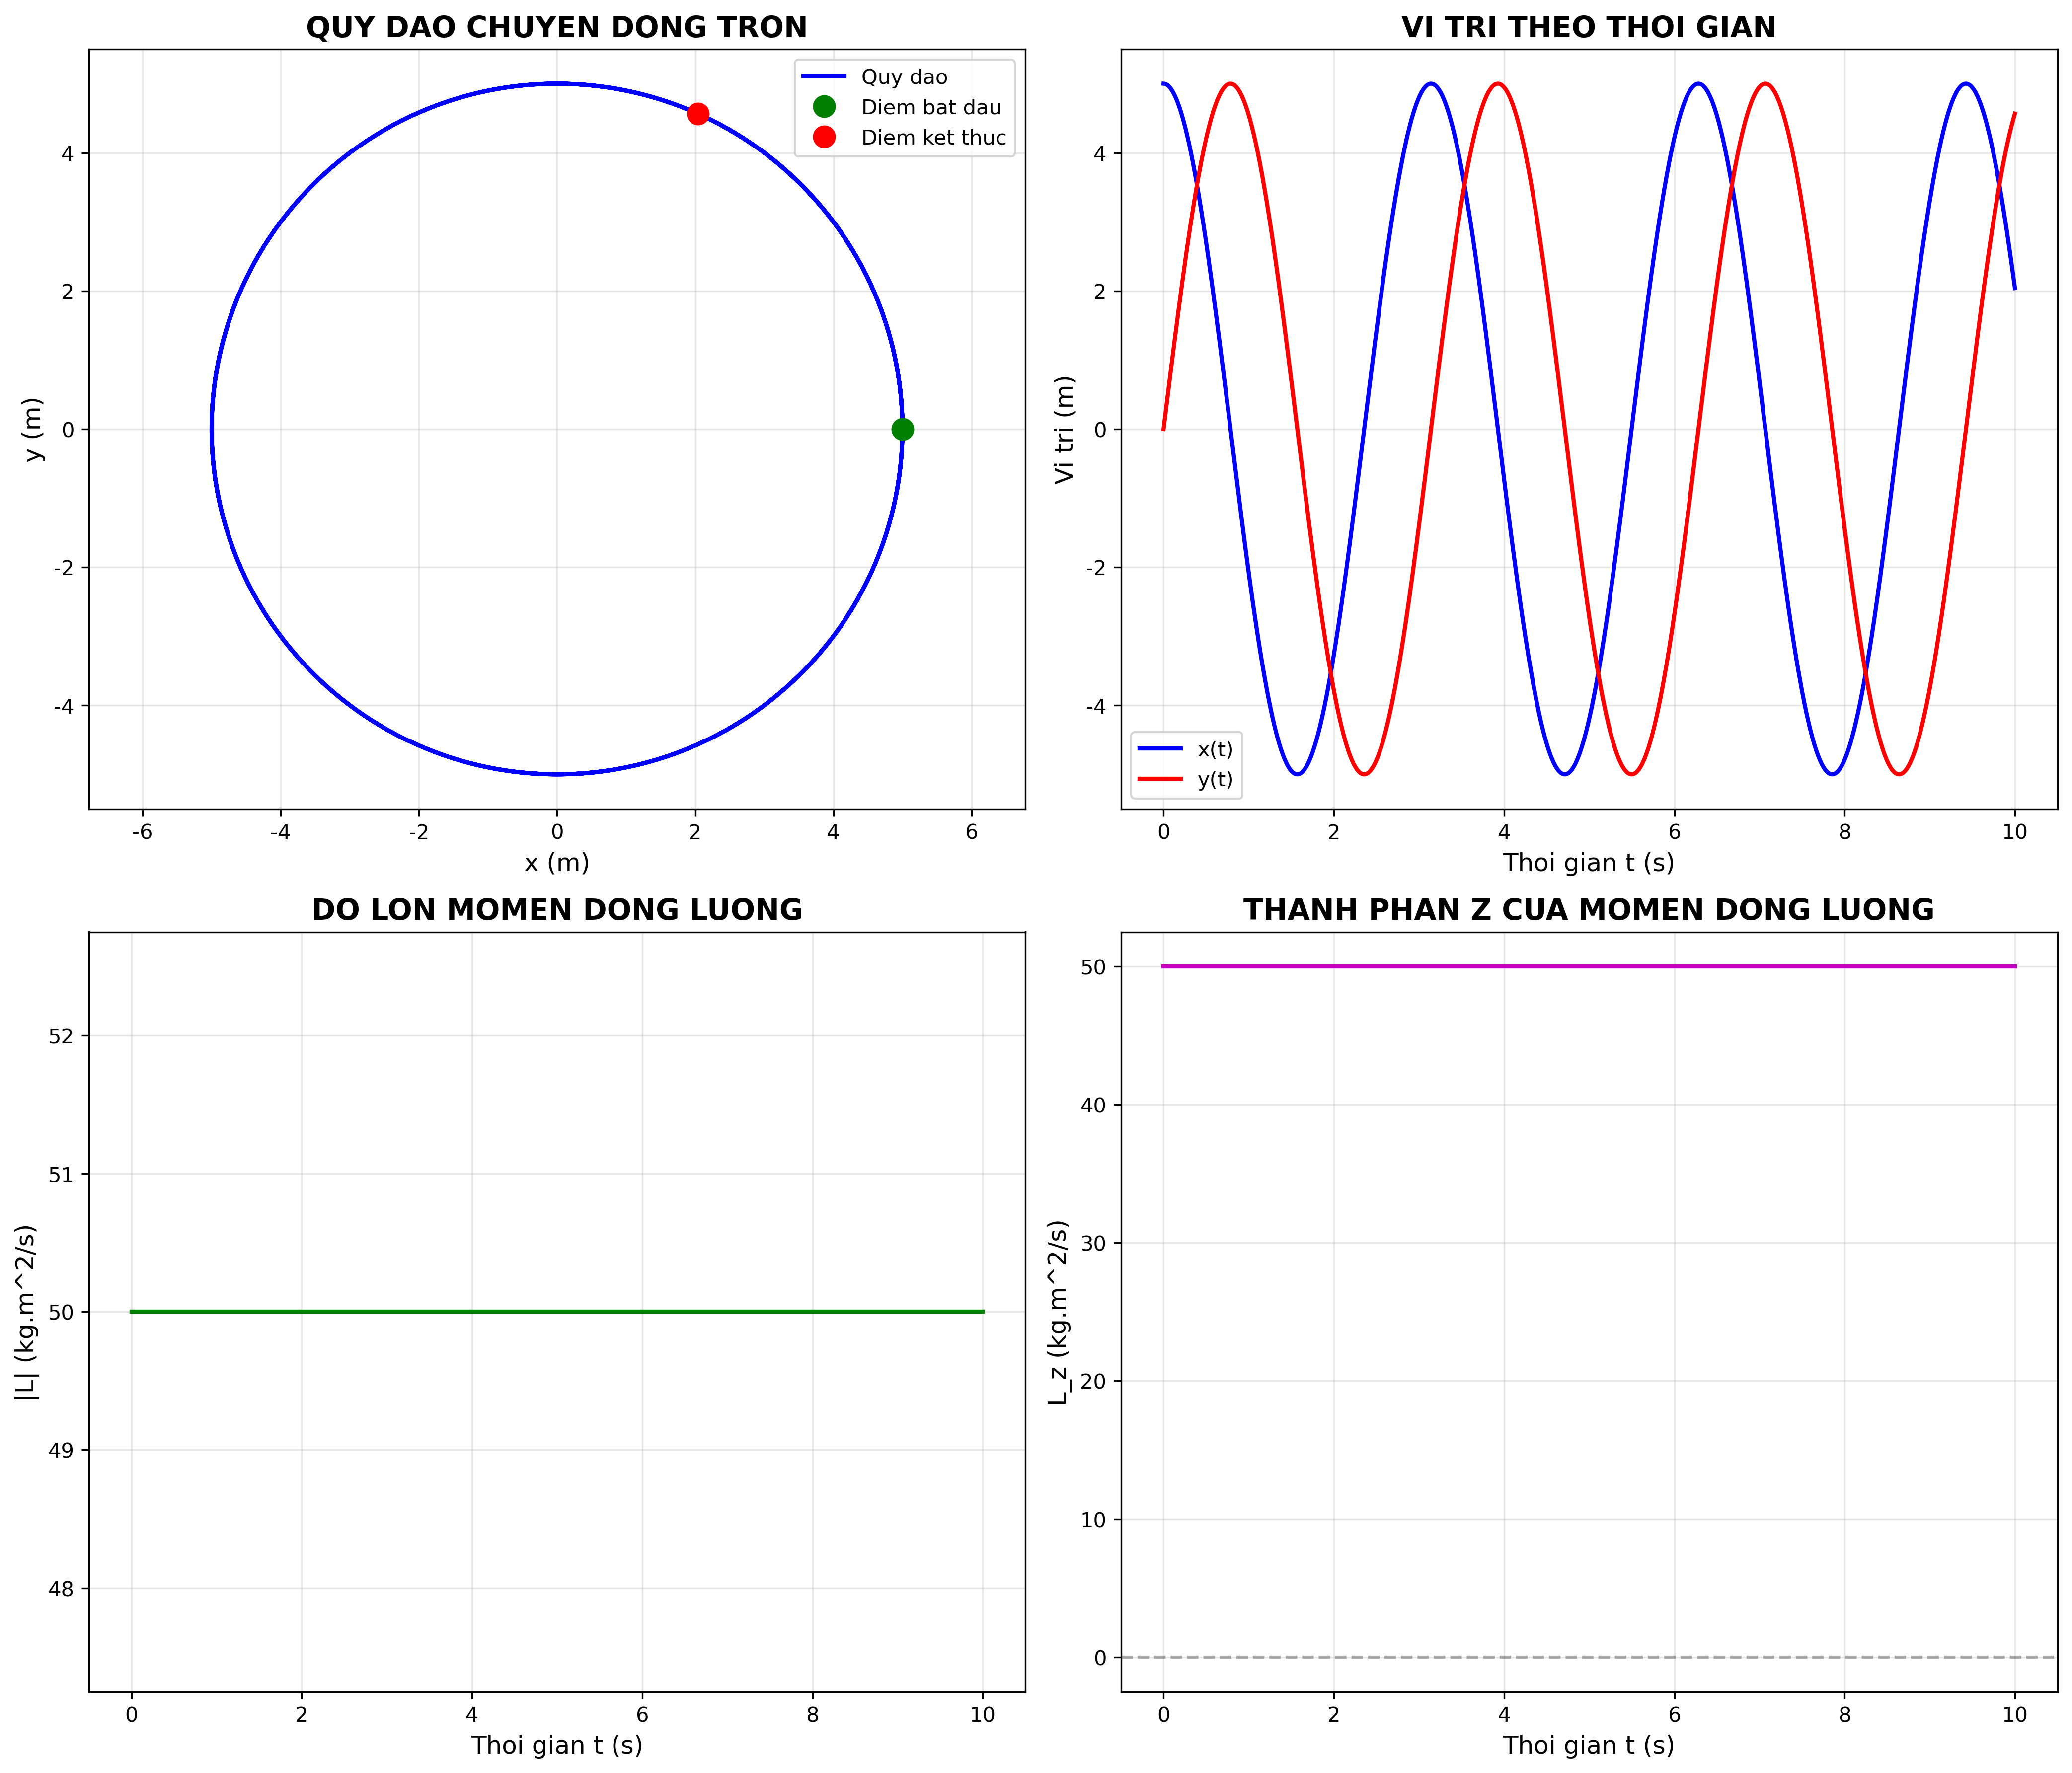 QUY DAO CHUYEN DONG TRON
Quy dao
Diem bat dau
Diem ket thuc
4
2
0
-2
-4
y (m)
-6 -4 -2 0 2 4 6
x (m)
VI TRI THEO THOI GIAN
4
2
0
-2
-4
Vi tri (m)
x(t)
y(t)
0 2 4 6 8 10
Thoi gian t (s)
DO LON MOMEN DONG LUONG
52
51
50
49
48
|L| (kg.m^2/s)
0 2 4 6 8 10
Thoi gian t (s)
THANH PHAN Z CUA MOMEN DONG LUONG
50
40
30
20
10
0
L_z (kg.m^2/s)
0 2 4 6 8 10
Thoi gian t (s)